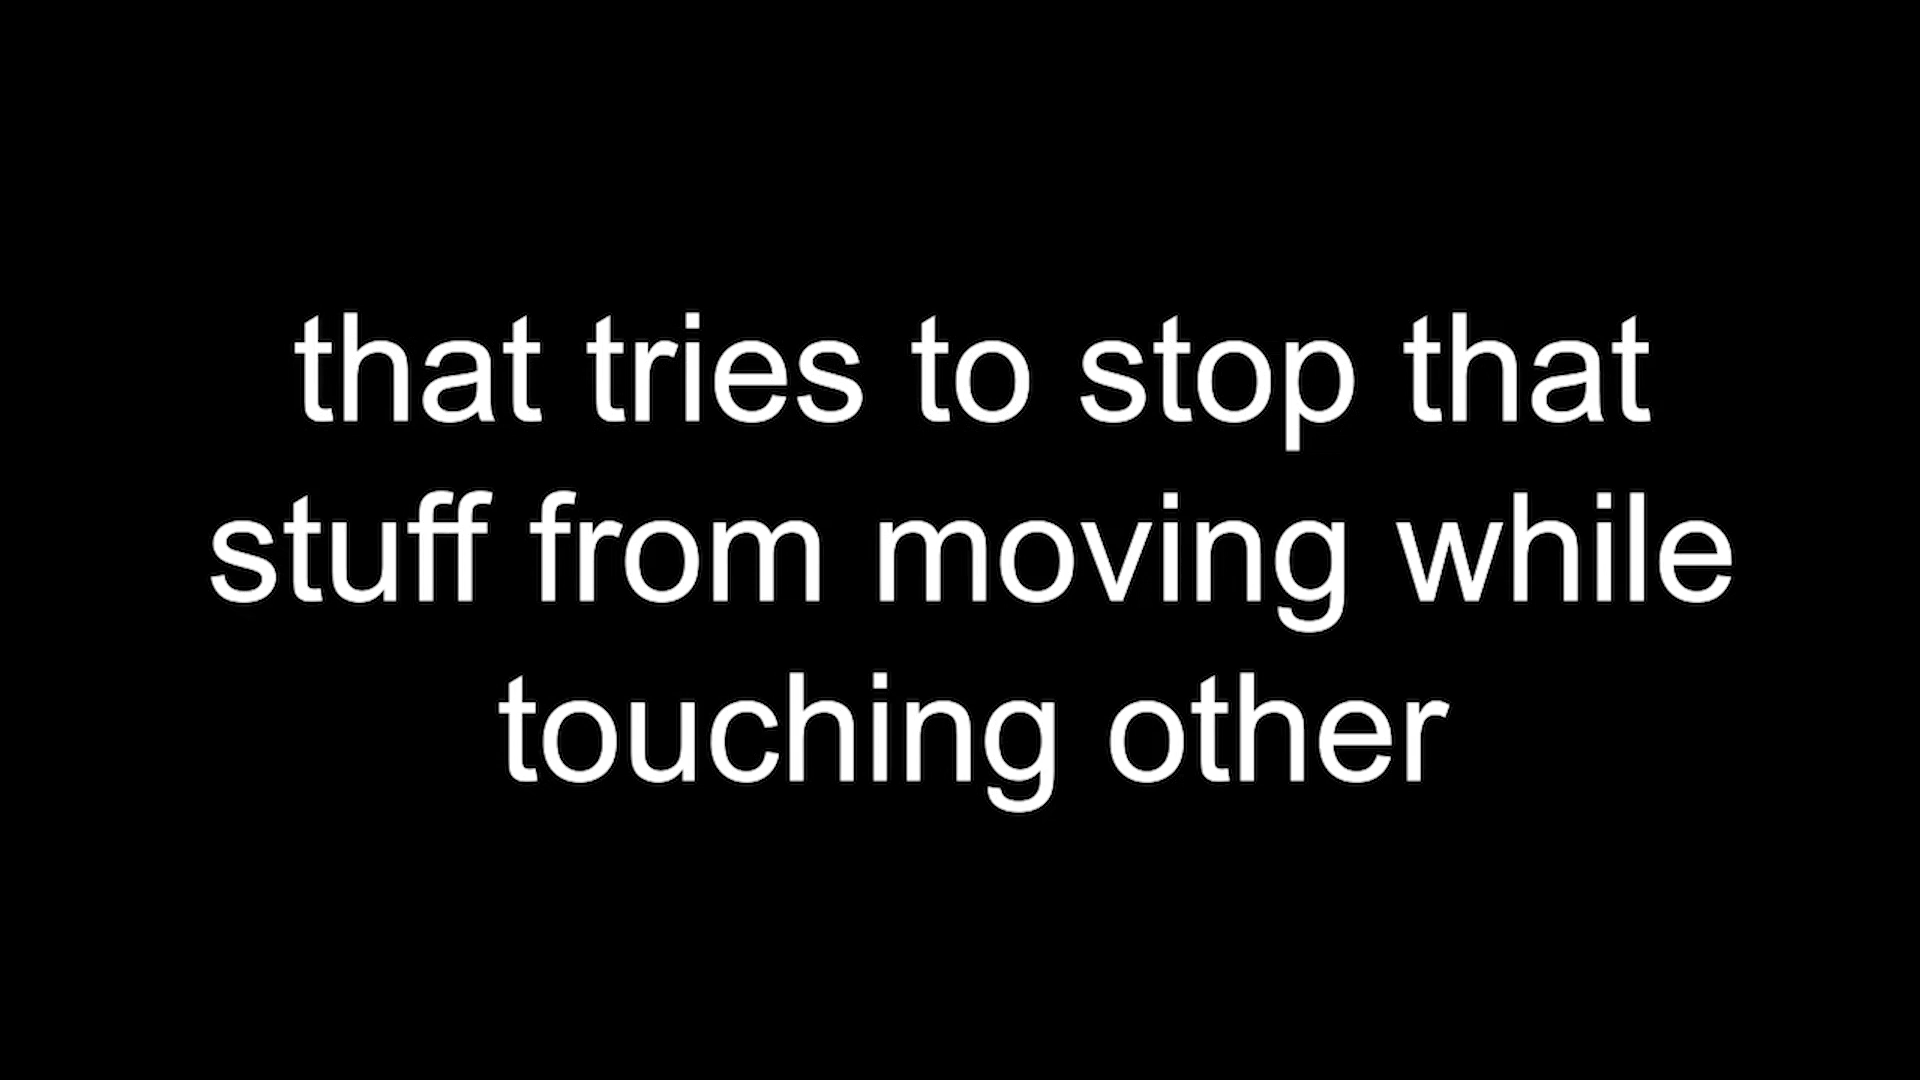 that tries to stop that
stuff from moving while
touching other